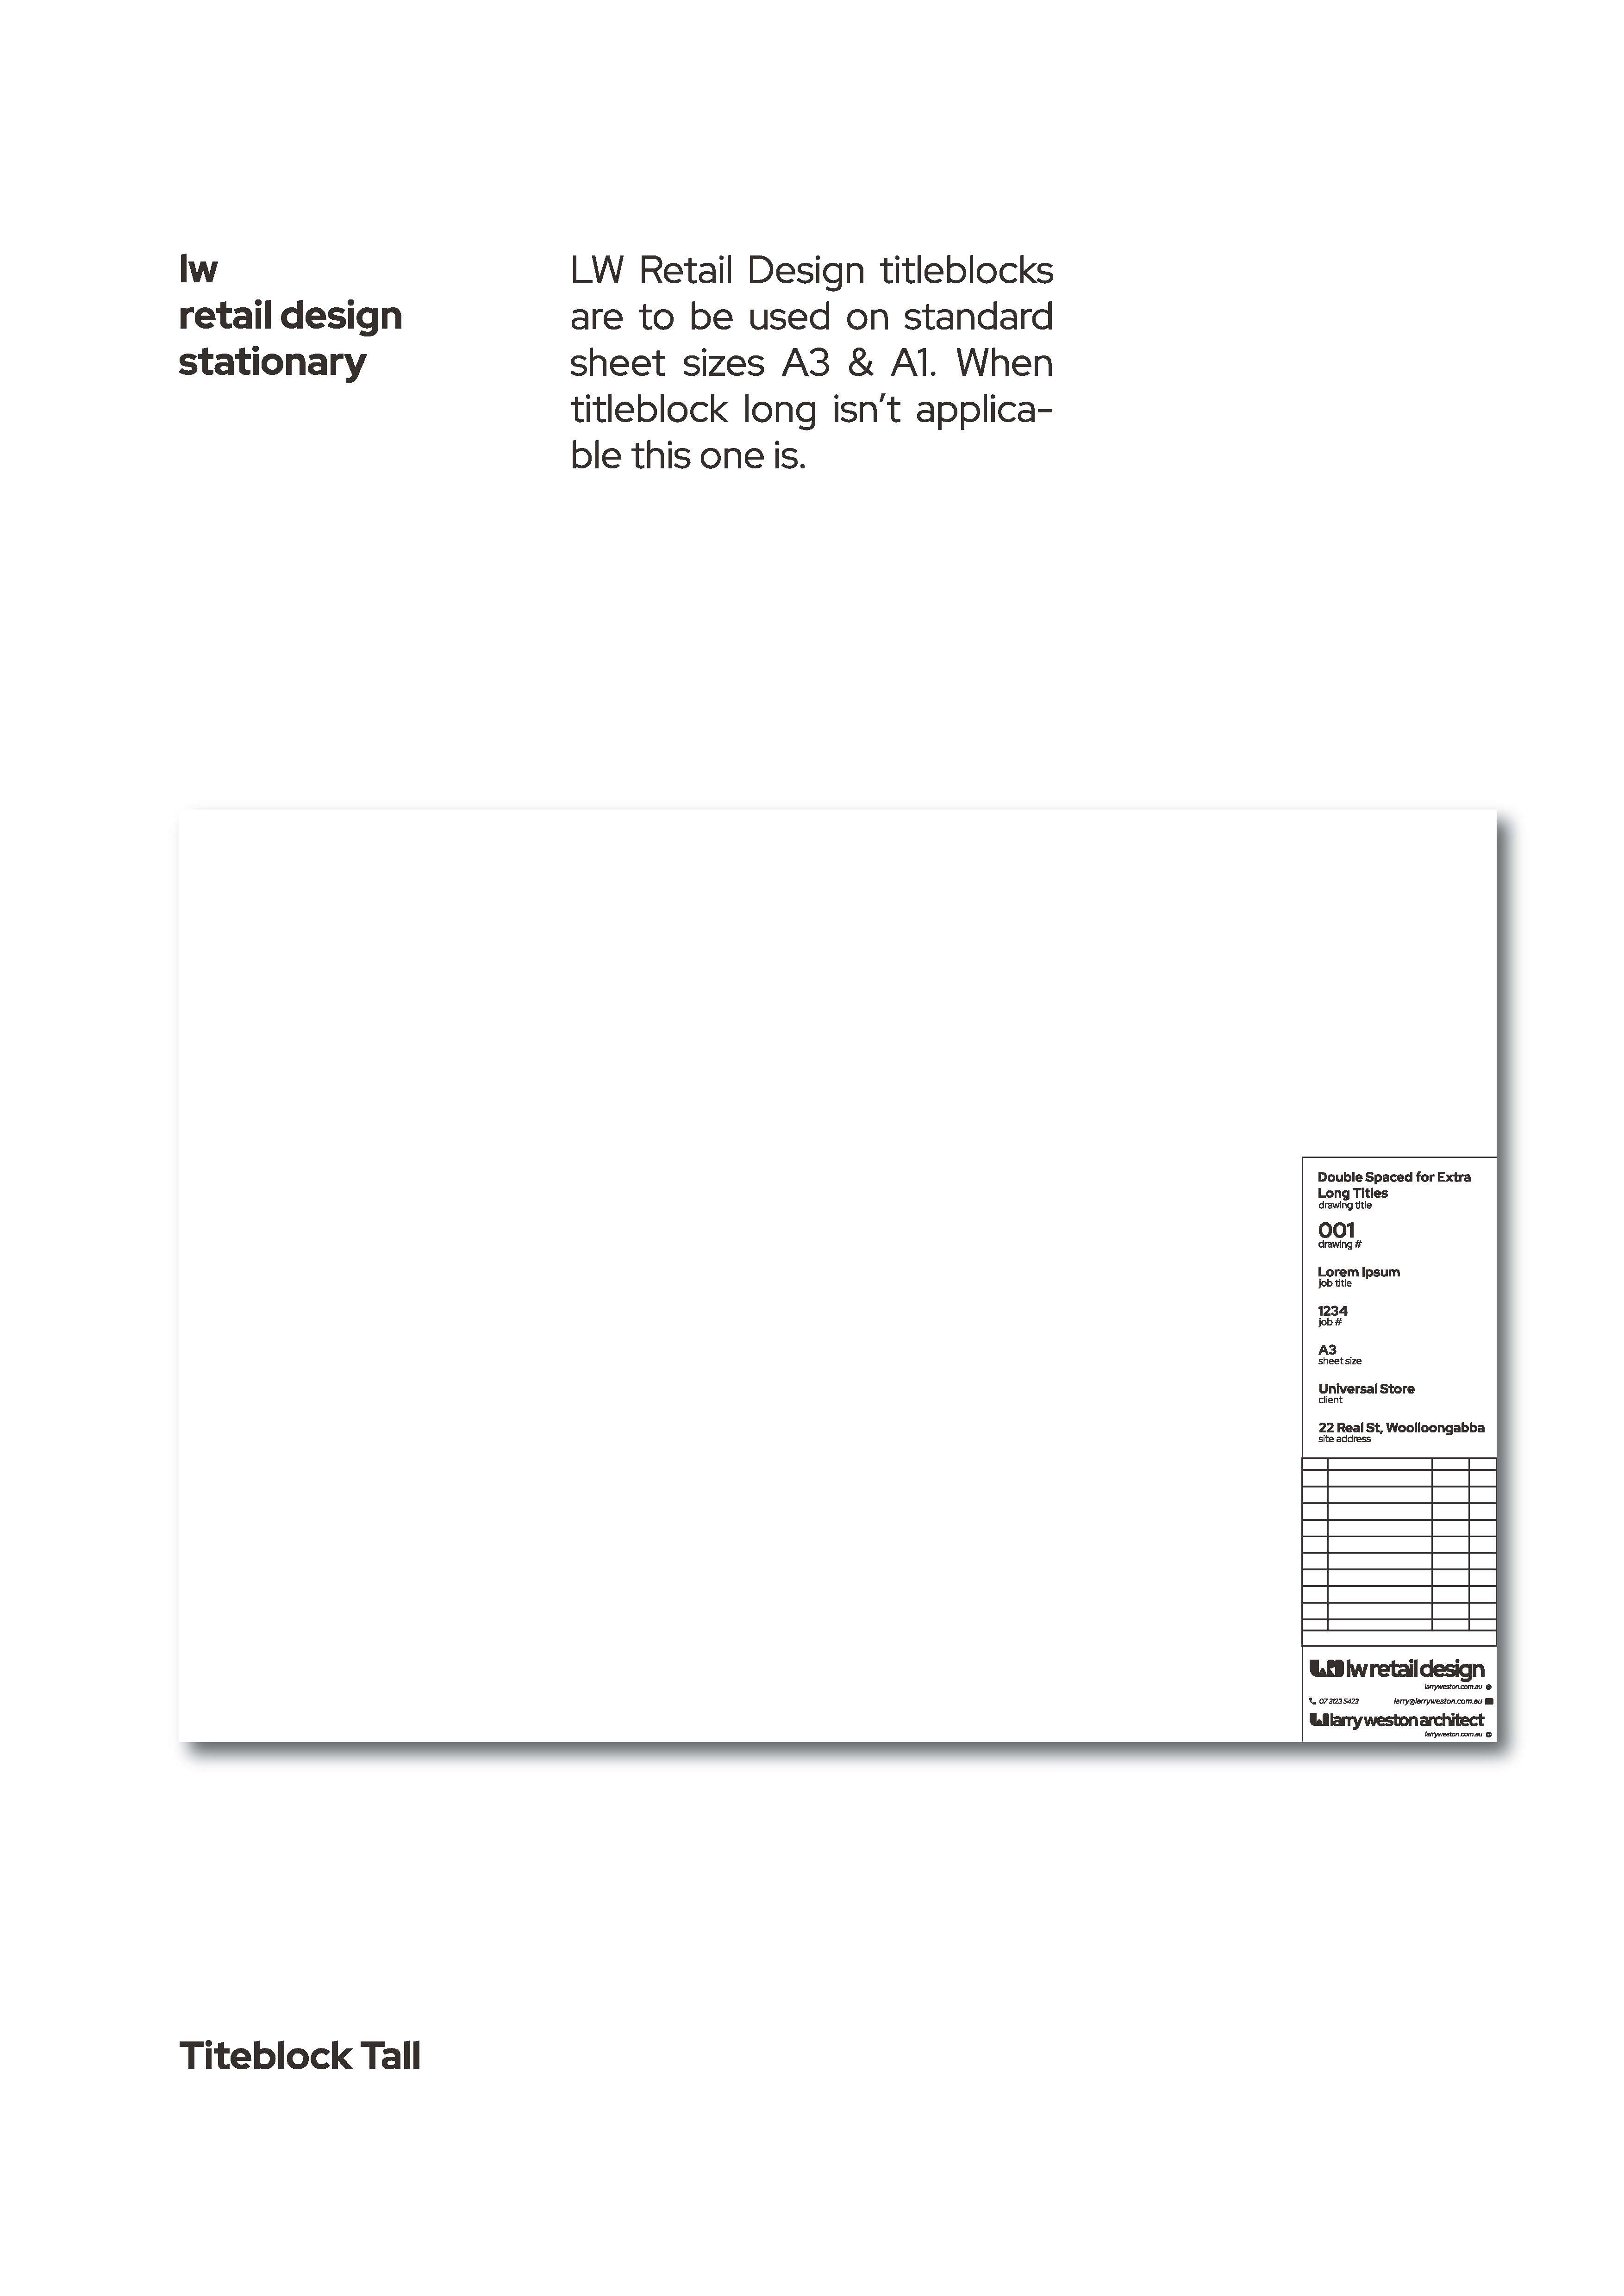 lw
retail design
stationary
LW Retail Design titleblocks
are to be used on standard
sheet sizes A3 & A1. When
titleblock long isn't applica-
ble this one is.
Double Spaced for Extra
Long Titles
drawing title
001
drawing #
Lorem Ipsum
job title
1234
job #
A3
sheet size
Universal Store
client
22 Real St, Woolloongabba
site address
lw retail design
larryweston.com.au
07 3123 5423 larry@larryweston.com.au
larry weston architect
larryweston.com.au
Titeblock Tall